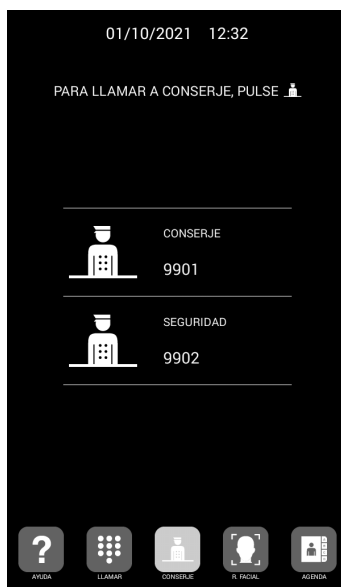 01/10/2021 12:32
PARA LLAMAR A CONSERJE, PULSE
CONSERJE
9901
SEGURIDAD
9902
?
AYUDA LLAMAR CONSERJE R. FACIAL AGENDA